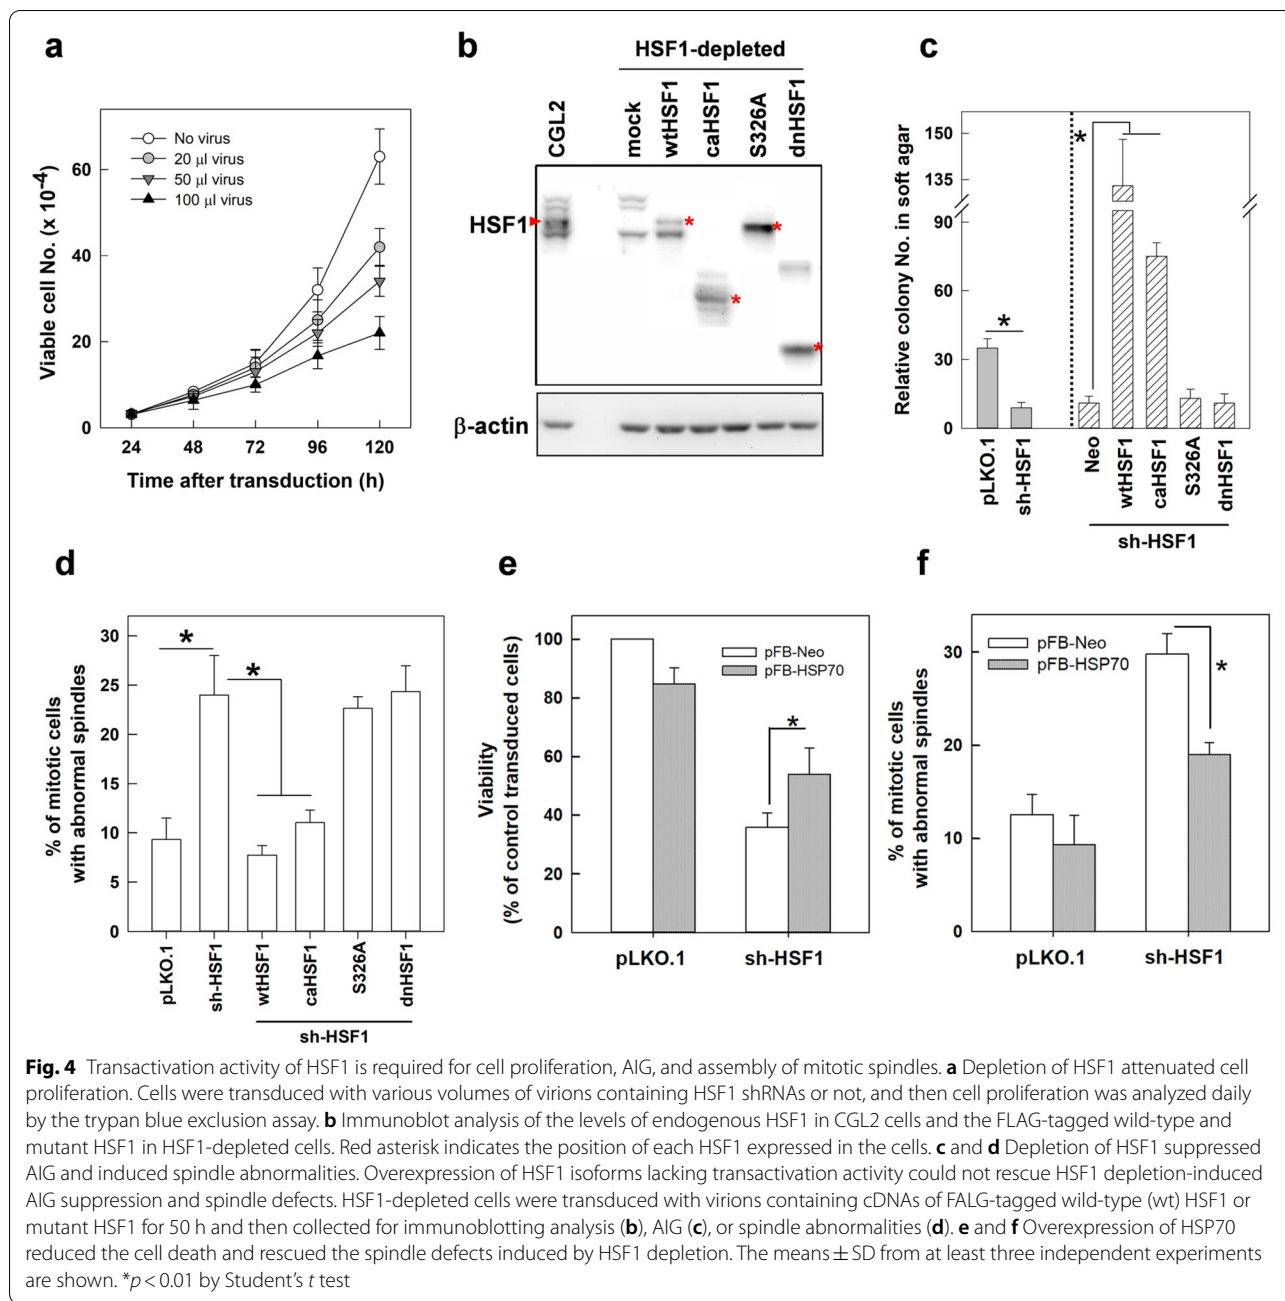 a
Viable cell No. (x 10⁻⁴)
60
40
20
0
No virus
20 μl virus
50 μl virus
100 μl virus
24 48 72 96 120
Time after transduction (h)
b
HSF1-depleted
CGL2
mock
wtHSF1
caHSF1
S326A
dnHSF1
HSF1
*
*
*
*
β-actin
c
Relative colony No. in soft agar
150
135
90
60
30
0
*
*
pLKO.1
sh-HSF1
Neo
wtHSF1
caHSF1
S326A
dnHSF1
sh-HSF1
d
% of mitotic cells
with abnormal spindles
30
25
20
15
10
5
0
*
*
pLKO.1
sh-HSF1
wtHSF1
caHSF1
S326A
dnHSF1
sh-HSF1
e
Viability
(% of control transduced cells)
100
80
60
40
20
0
pFB-Neo
pFB-HSP70
*
pLKO.1 sh-HSF1
f
% of mitotic cells
with abnormal spindles
30
20
10
0
pFB-Neo
pFB-HSP70
*
pLKO.1 sh-HSF1
Fig. 4 Transactivation activity of HSF1 is required for cell proliferation, AIG, and assembly of mitotic spindles. a Depletion of HSF1 attenuated cell
proliferation. Cells were transduced with various volumes of virions containing HSF1 shRNAs or not, and then cell proliferation was analyzed daily
by the trypan blue exclusion assay. b Immunoblot analysis of the levels of endogenous HSF1 in CGL2 cells and the FLAG-tagged wild-type and
mutant HSF1 in HSF1-depleted cells. Red asterisk indicates the position of each HSF1 expressed in the cells. c and d Depletion of HSF1 suppressed
AIG and induced spindle abnormalities. Overexpression of HSF1 isoforms lacking transactivation activity could not rescue HSF1 depletion-induced
AIG suppression and spindle defects. HSF1-depleted cells were transduced with virions containing cDNAs of FALG-tagged wild-type (wt) HSF1 or
mutant HSF1 for 50 h and then collected for immunoblotting analysis (b), AIG (c), or spindle abnormalities (d). e and f Overexpression of HSP70
reduced the cell death and rescued the spindle defects induced by HSF1 depletion. The means ± SD from at least three independent experiments
are shown. *p < 0.01 by Student's t test